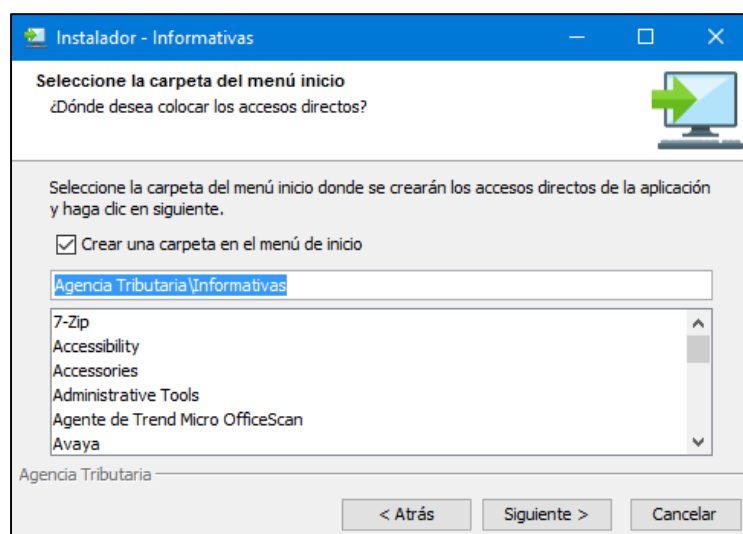 Instalador - Informativas
Seleccione la carpeta del menú inicio
¿Dónde desea colocar los accesos directos?
Seleccione la carpeta del menú inicio donde se crearán los accesos directos de la aplicación
y haga clic en siguiente.
Crear una carpeta en el menú de inicio
Agencia Tributaria\Informativas
7-Zip
Accessibility
Accessories
Administrative Tools
Agente de Trend Micro OfficeScan
Avaya
Agencia Tributaria
< Atrás Siguiente > Cancelar